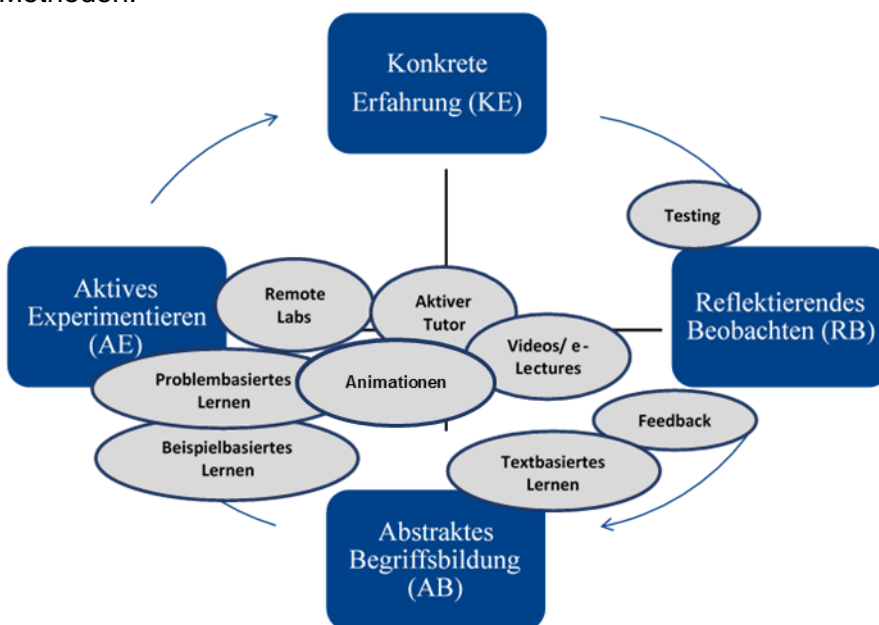 Methoden.
Konkrete
Erfahrung (KE)
Testing
Aktives
Experimentieren
(AE)
Remote
Labs
Aktiver
Tutor
Reflektierendes
Beobachten (RB)
Videos/ e-
Lectures
Problembasiertes
Lernen
Animationen
Feedback
Beispielbasiertes
Lernen
Textbasiertes
Lernen
Abstraktes
Begriffsbildung
(AB)